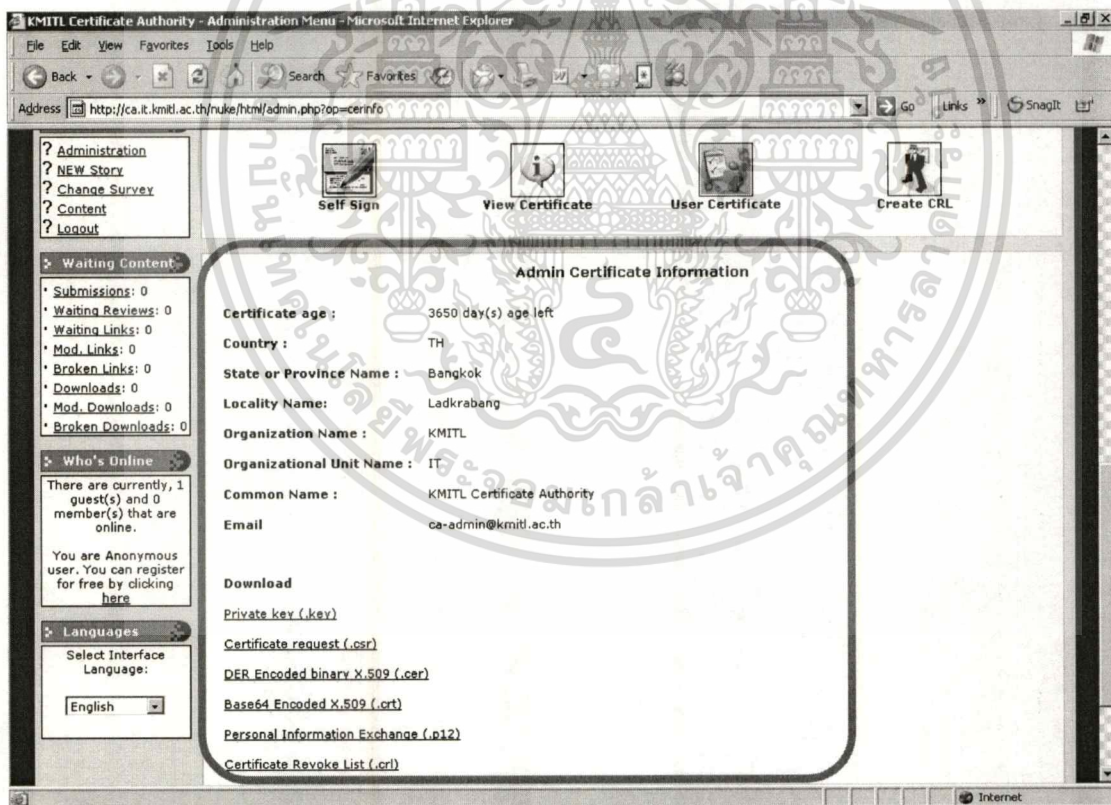 KMITL Certificate Authority - Administration Menu - Microsoft Internet Explorer
File Edit View Favorites Tools Help
Back Search Favorites
Address http://ca.it.kmitl.ac.th/nuke/html/admin.php?op=cerinfo Go Links » SnagIt
? Administration
? NEW Story
? Change Survey
? Content
? Logout
Self Sign View Certificate User Certificate Create CRL
Waiting Content
· Submissions: 0
· Waiting Reviews: 0
· Waiting Links: 0
· Mod. Links: 0
· Broken Links: 0
· Downloads: 0
· Mod. Downloads: 0
· Broken Downloads: 0
Who's Online
There are currently, 1
guest(s) and 0
member(s) that are
online.
You are Anonymous
user. You can register
for free by clicking
here
Languages
Select Interface
Language:
English
Admin Certificate Information
Certificate age : 3650 day(s) age left
Country : TH
State or Province Name : Bangkok
Locality Name: Ladkrabang
Organization Name : KMITL
Organizational Unit Name : IT
Common Name : KMITL Certificate Authority
Email ca-admin@kmitl.ac.th
Download
Private key (.key)
Certificate request (.csr)
DER Encoded binary X.509 (.cer)
Base64 Encoded X.509 (.crt)
Personal Information Exchange (.p12)
Certificate Revoke List (.crl)
Internet